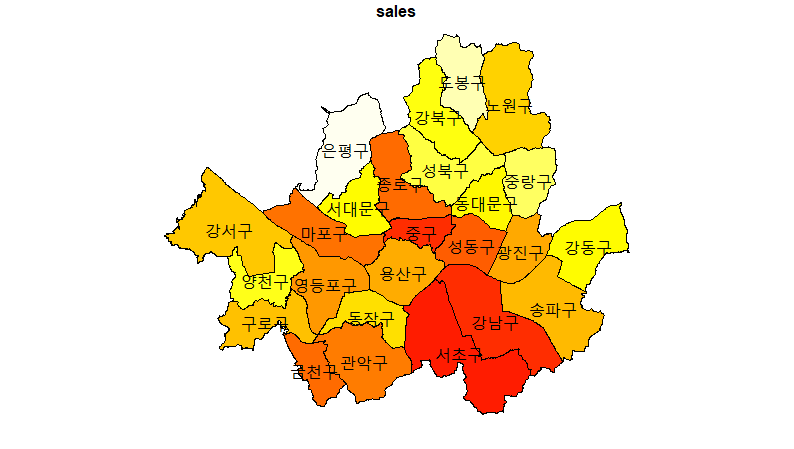 sales
도봉구
노원구
강북구
은평구
성북구
종로구
중랑구
서대문구
동대문구
강서구
마포구
중구
성동구
광진구
강동구
용산구
양천구
영등포구
송파구
동작구
구로구
강남구
서초구
관악구
금천구